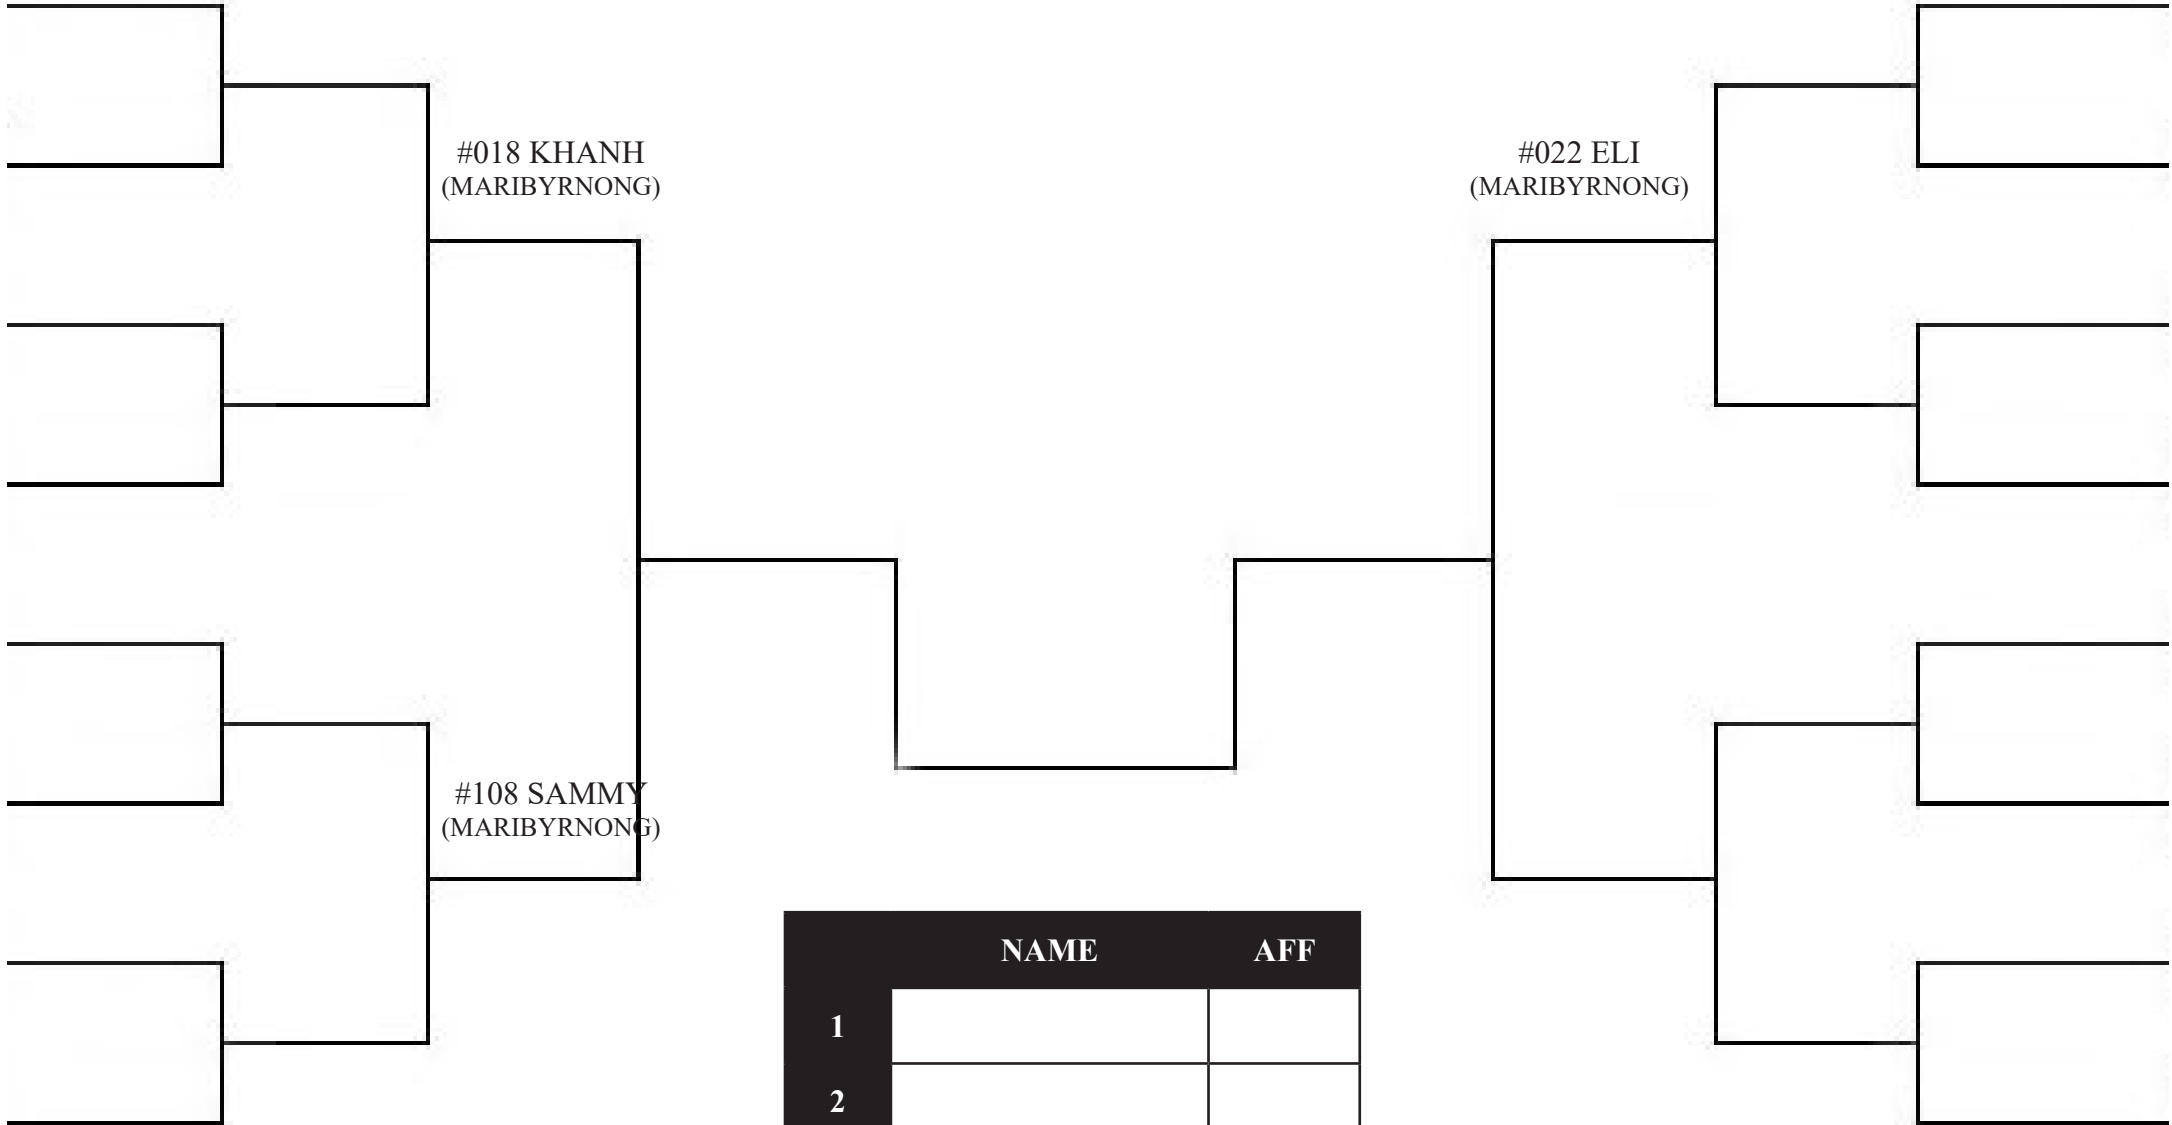 #018 KHANH
(MARIBYRNONG)
#022 ELI
(MARIBYRNONG)
#108 SAMMY
(MARIBYRNONG)
NAME AFF
1
2